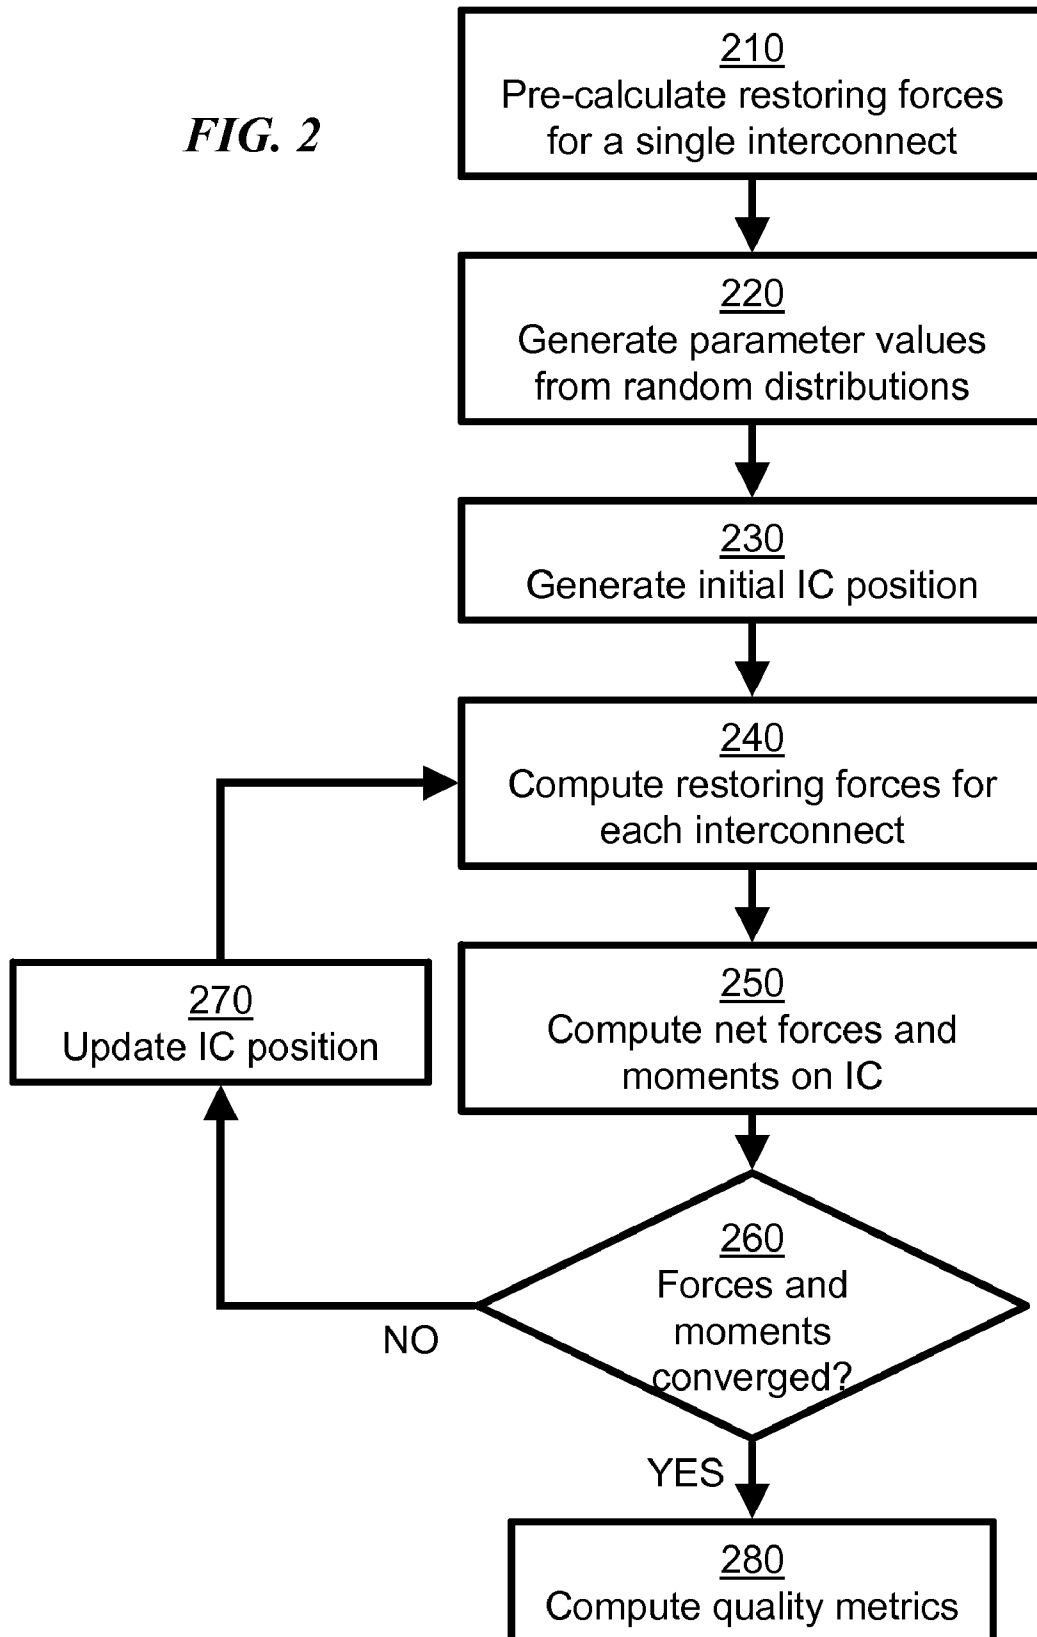 FIG. 2
210
Pre-calculate restoring forces
for a single interconnect
220
Generate parameter values
from random distributions
230
Generate initial IC position
240
Compute restoring forces for
each interconnect
250
Compute net forces and
moments on IC
270
Update IC position
260
Forces and
moments
converged?
NO
YES
280
Compute quality metrics